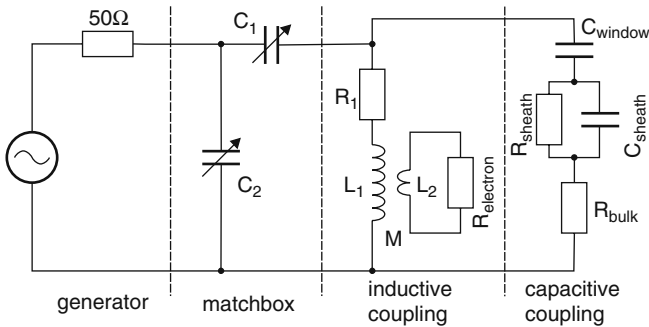 50Ω
C1
C2
R1
L1
L2
M
Relectron
Cwindow
Rsheath
Csheath
Rbulk
generator
matchbox
inductive
coupling
capacitive
coupling